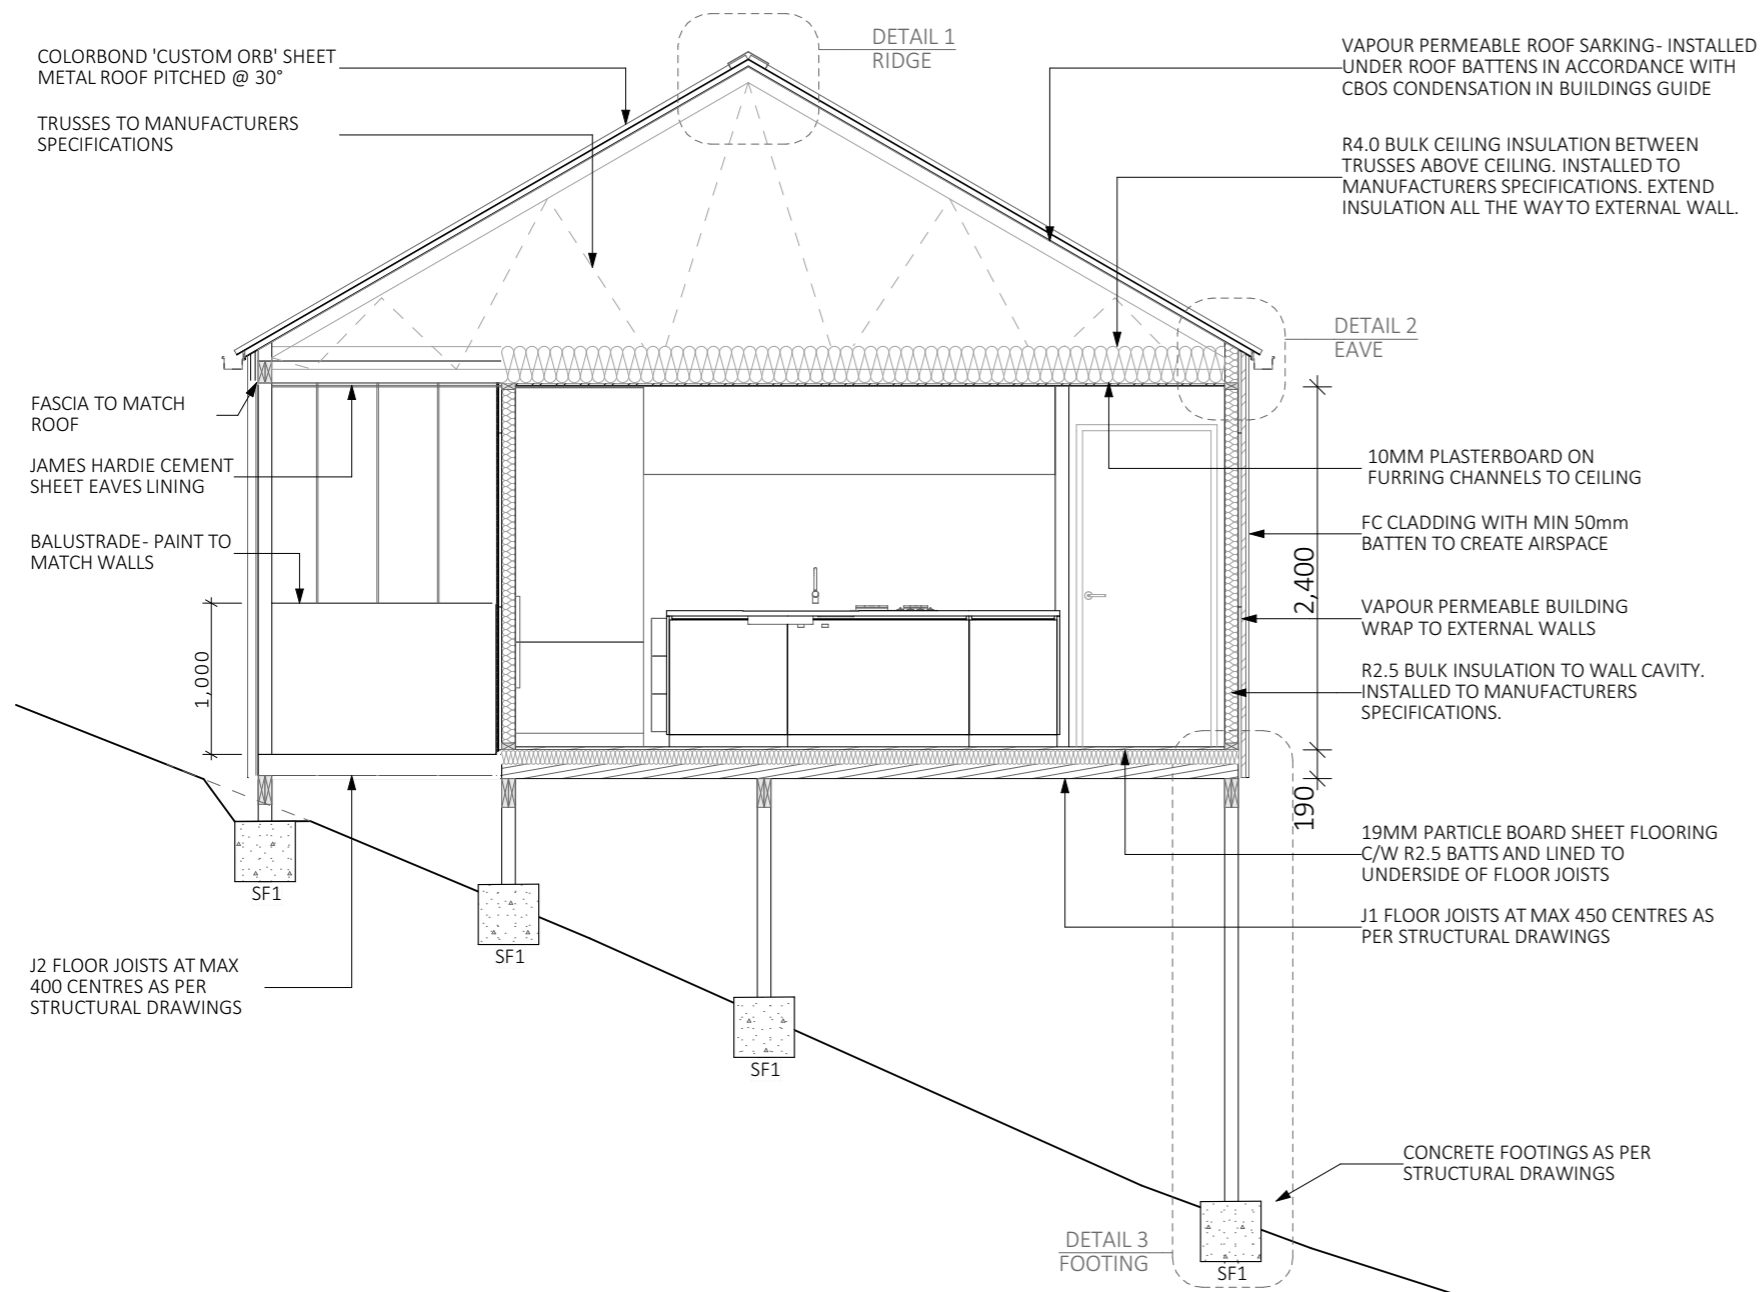 COLORBOND 'CUSTOM ORB' SHEET
METAL ROOF PITCHED @ 30°
TRUSSES TO MANUFACTURERS
SPECIFICATIONS
DETAIL 1
RIDGE
VAPOUR PERMEABLE ROOF SARKING- INSTALLED
UNDER ROOF BATTENS IN ACCORDANCE WITH
CBOS CONDENSATION IN BUILDINGS GUIDE
R4.0 BULK CEILING INSULATION BETWEEN
TRUSSES ABOVE CEILING. INSTALLED TO
MANUFACTURERS SPECIFICATIONS. EXTEND
INSULATION ALL THE WAY TO EXTERNAL WALL.
DETAIL 2
EAVE
FASCIA TO MATCH
ROOF
JAMES HARDIE CEMENT
SHEET EAVES LINING
BALUSTRADE- PAINT TO
MATCH WALLS
1,000
10MM PLASTERBOARD ON
FURRING CHANNELS TO CEILING
FC CLADDING WITH MIN 50mm
BATTEN TO CREATE AIRSPACE
2,400
VAPOUR PERMEABLE BUILDING
WRAP TO EXTERNAL WALLS
R2.5 BULK INSULATION TO WALL CAVITY.
INSTALLED TO MANUFACTURERS
SPECIFICATIONS.
190
19MM PARTICLE BOARD SHEET FLOORING
C/W R2.5 BATTS AND LINED TO
UNDERSIDE OF FLOOR JOISTS
J1 FLOOR JOISTS AT MAX 450 CENTRES AS
PER STRUCTURAL DRAWINGS
SF1
SF1
J2 FLOOR JOISTS AT MAX
400 CENTRES AS PER
STRUCTURAL DRAWINGS
SF1
CONCRETE FOOTINGS AS PER
STRUCTURAL DRAWINGS
DETAIL 3
FOOTING
SF1